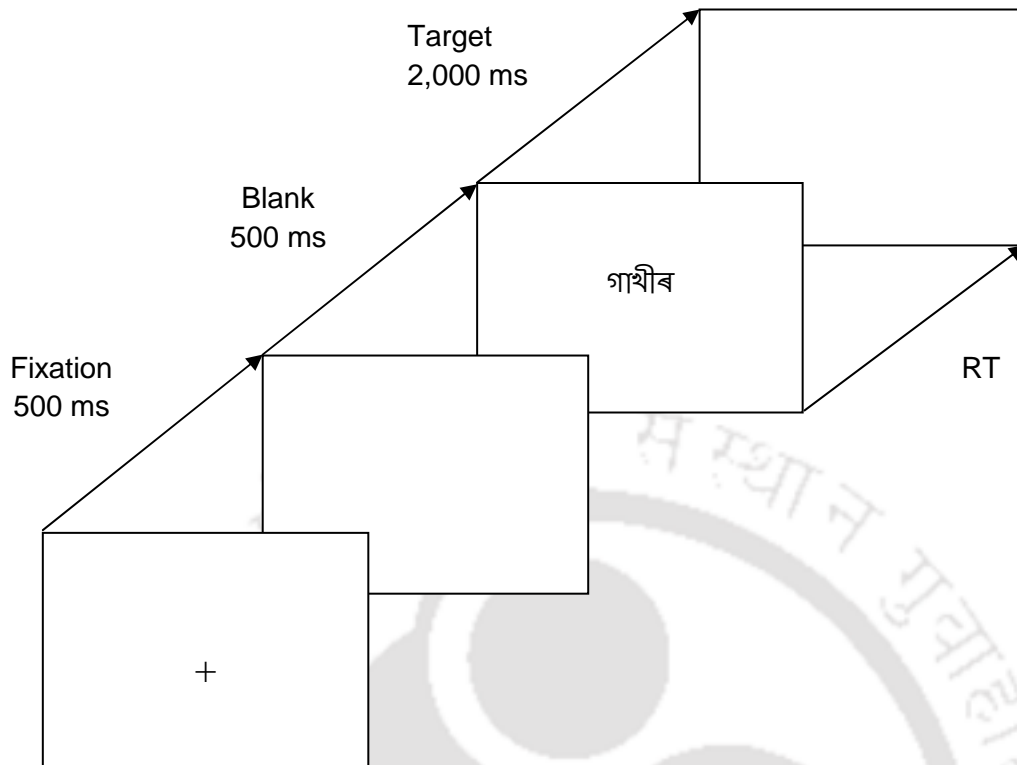 Target
2,000 ms
Blank
500 ms
গাখীৰ
Fixation
500 ms
RT
+